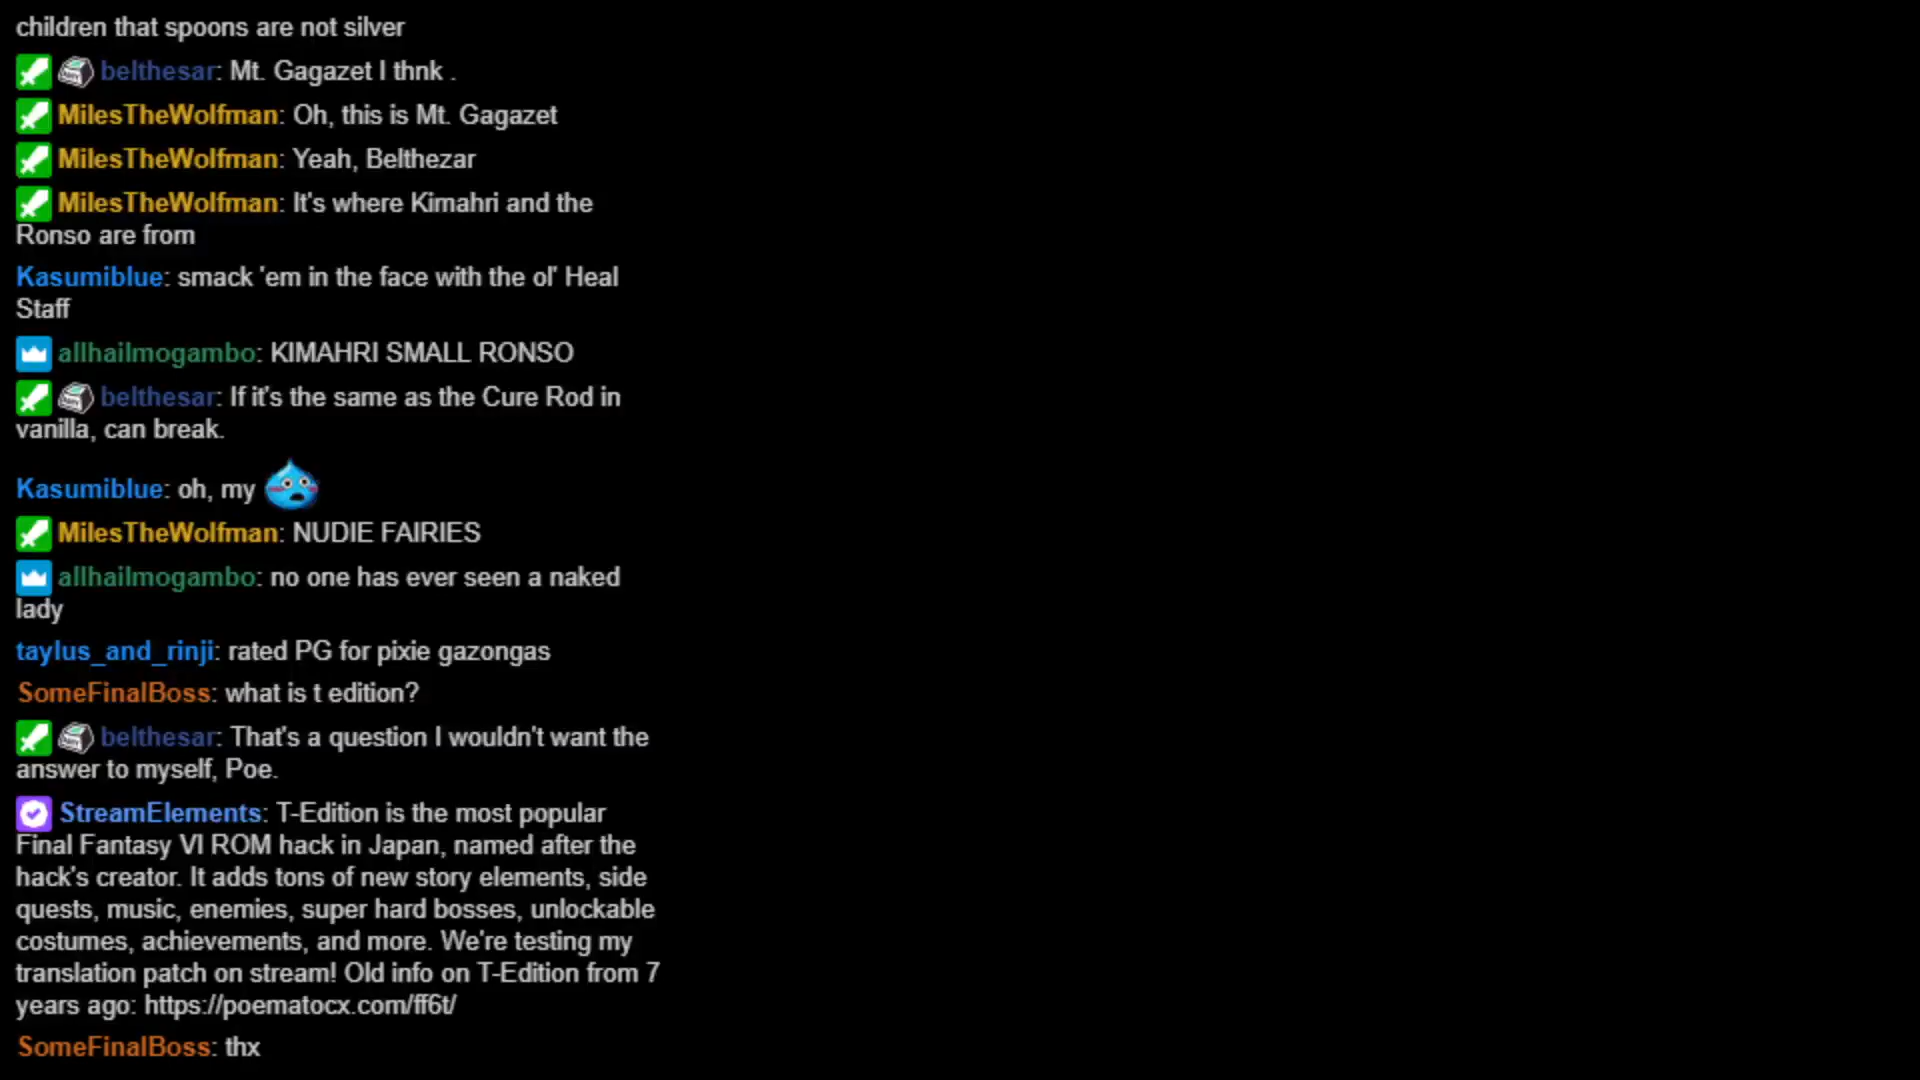 children that spoons are not silver
belthesar: Mt. Gagazet I thnk .
MilesTheWolfman: Oh, this is Mt. Gagazet
MilesTheWolfman: Yeah, Belthezar
MilesTheWolfman: It's where Kimahri and the
Ronso are from
Kasumiblue: smack 'em in the face with the ol' Heal
Staff
allhailmogambo: KIMAHRI SMALL RONSO
belthesar: If it's the same as the Cure Rod in
vanilla, can break.
Kasumiblue: oh, my
MilesTheWolfman: NUDIE FAIRIES
allhailmogambo: no one has ever seen a naked
lady
taylus_and_rinji: rated PG for pixie gazongas
SomeFinalBoss: what is t edition?
belthesar: That's a question I wouldn't want the
answer to myself, Poe.
StreamElements: T-Edition is the most popular
Final Fantasy VI ROM hack in Japan, named after the
hack's creator. It adds tons of new story elements, side
quests, music, enemies, super hard bosses, unlockable
costumes, achievements, and more. We're testing my
translation patch on stream! Old info on T-Edition from 7
years ago: https://poematocx.com/ff6t/
SomeFinalBoss: thx